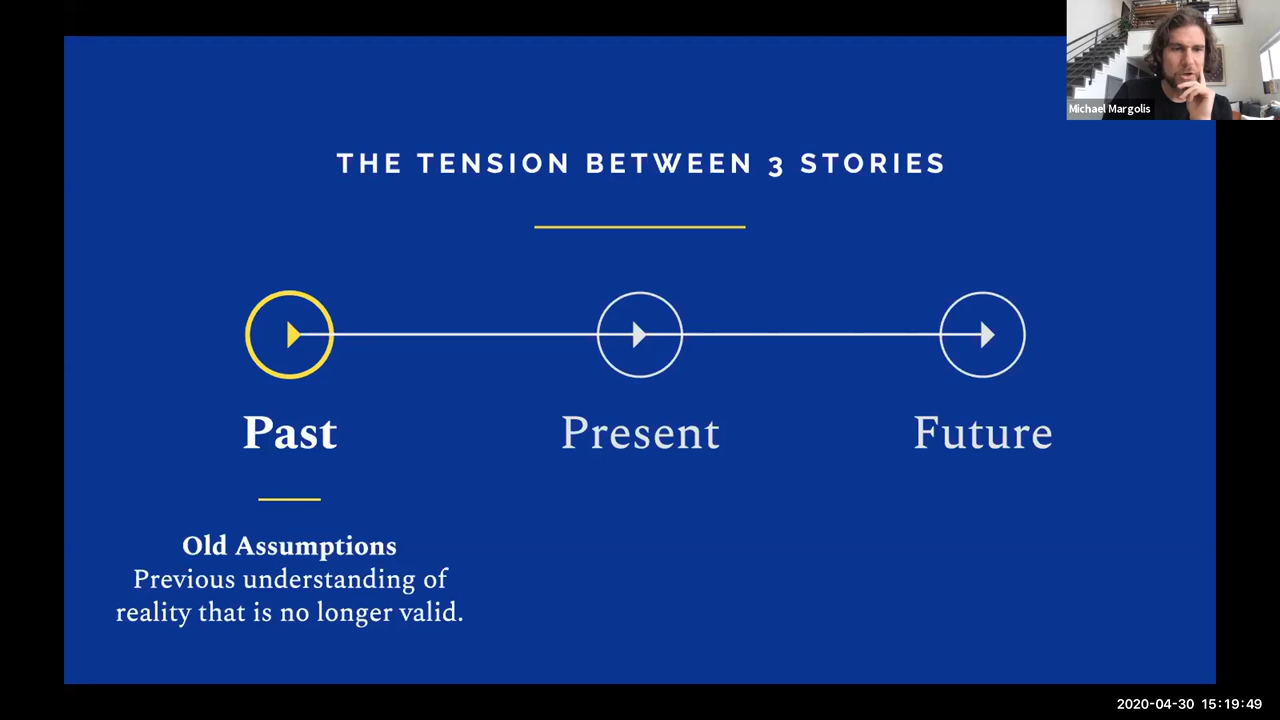 Michael Margolis
THE TENSION BETWEEN 3 STORIES
Past
Present
Future
Old Assumptions
Previous understanding of
reality that is no longer valid.
2020-04-30 15:19:49